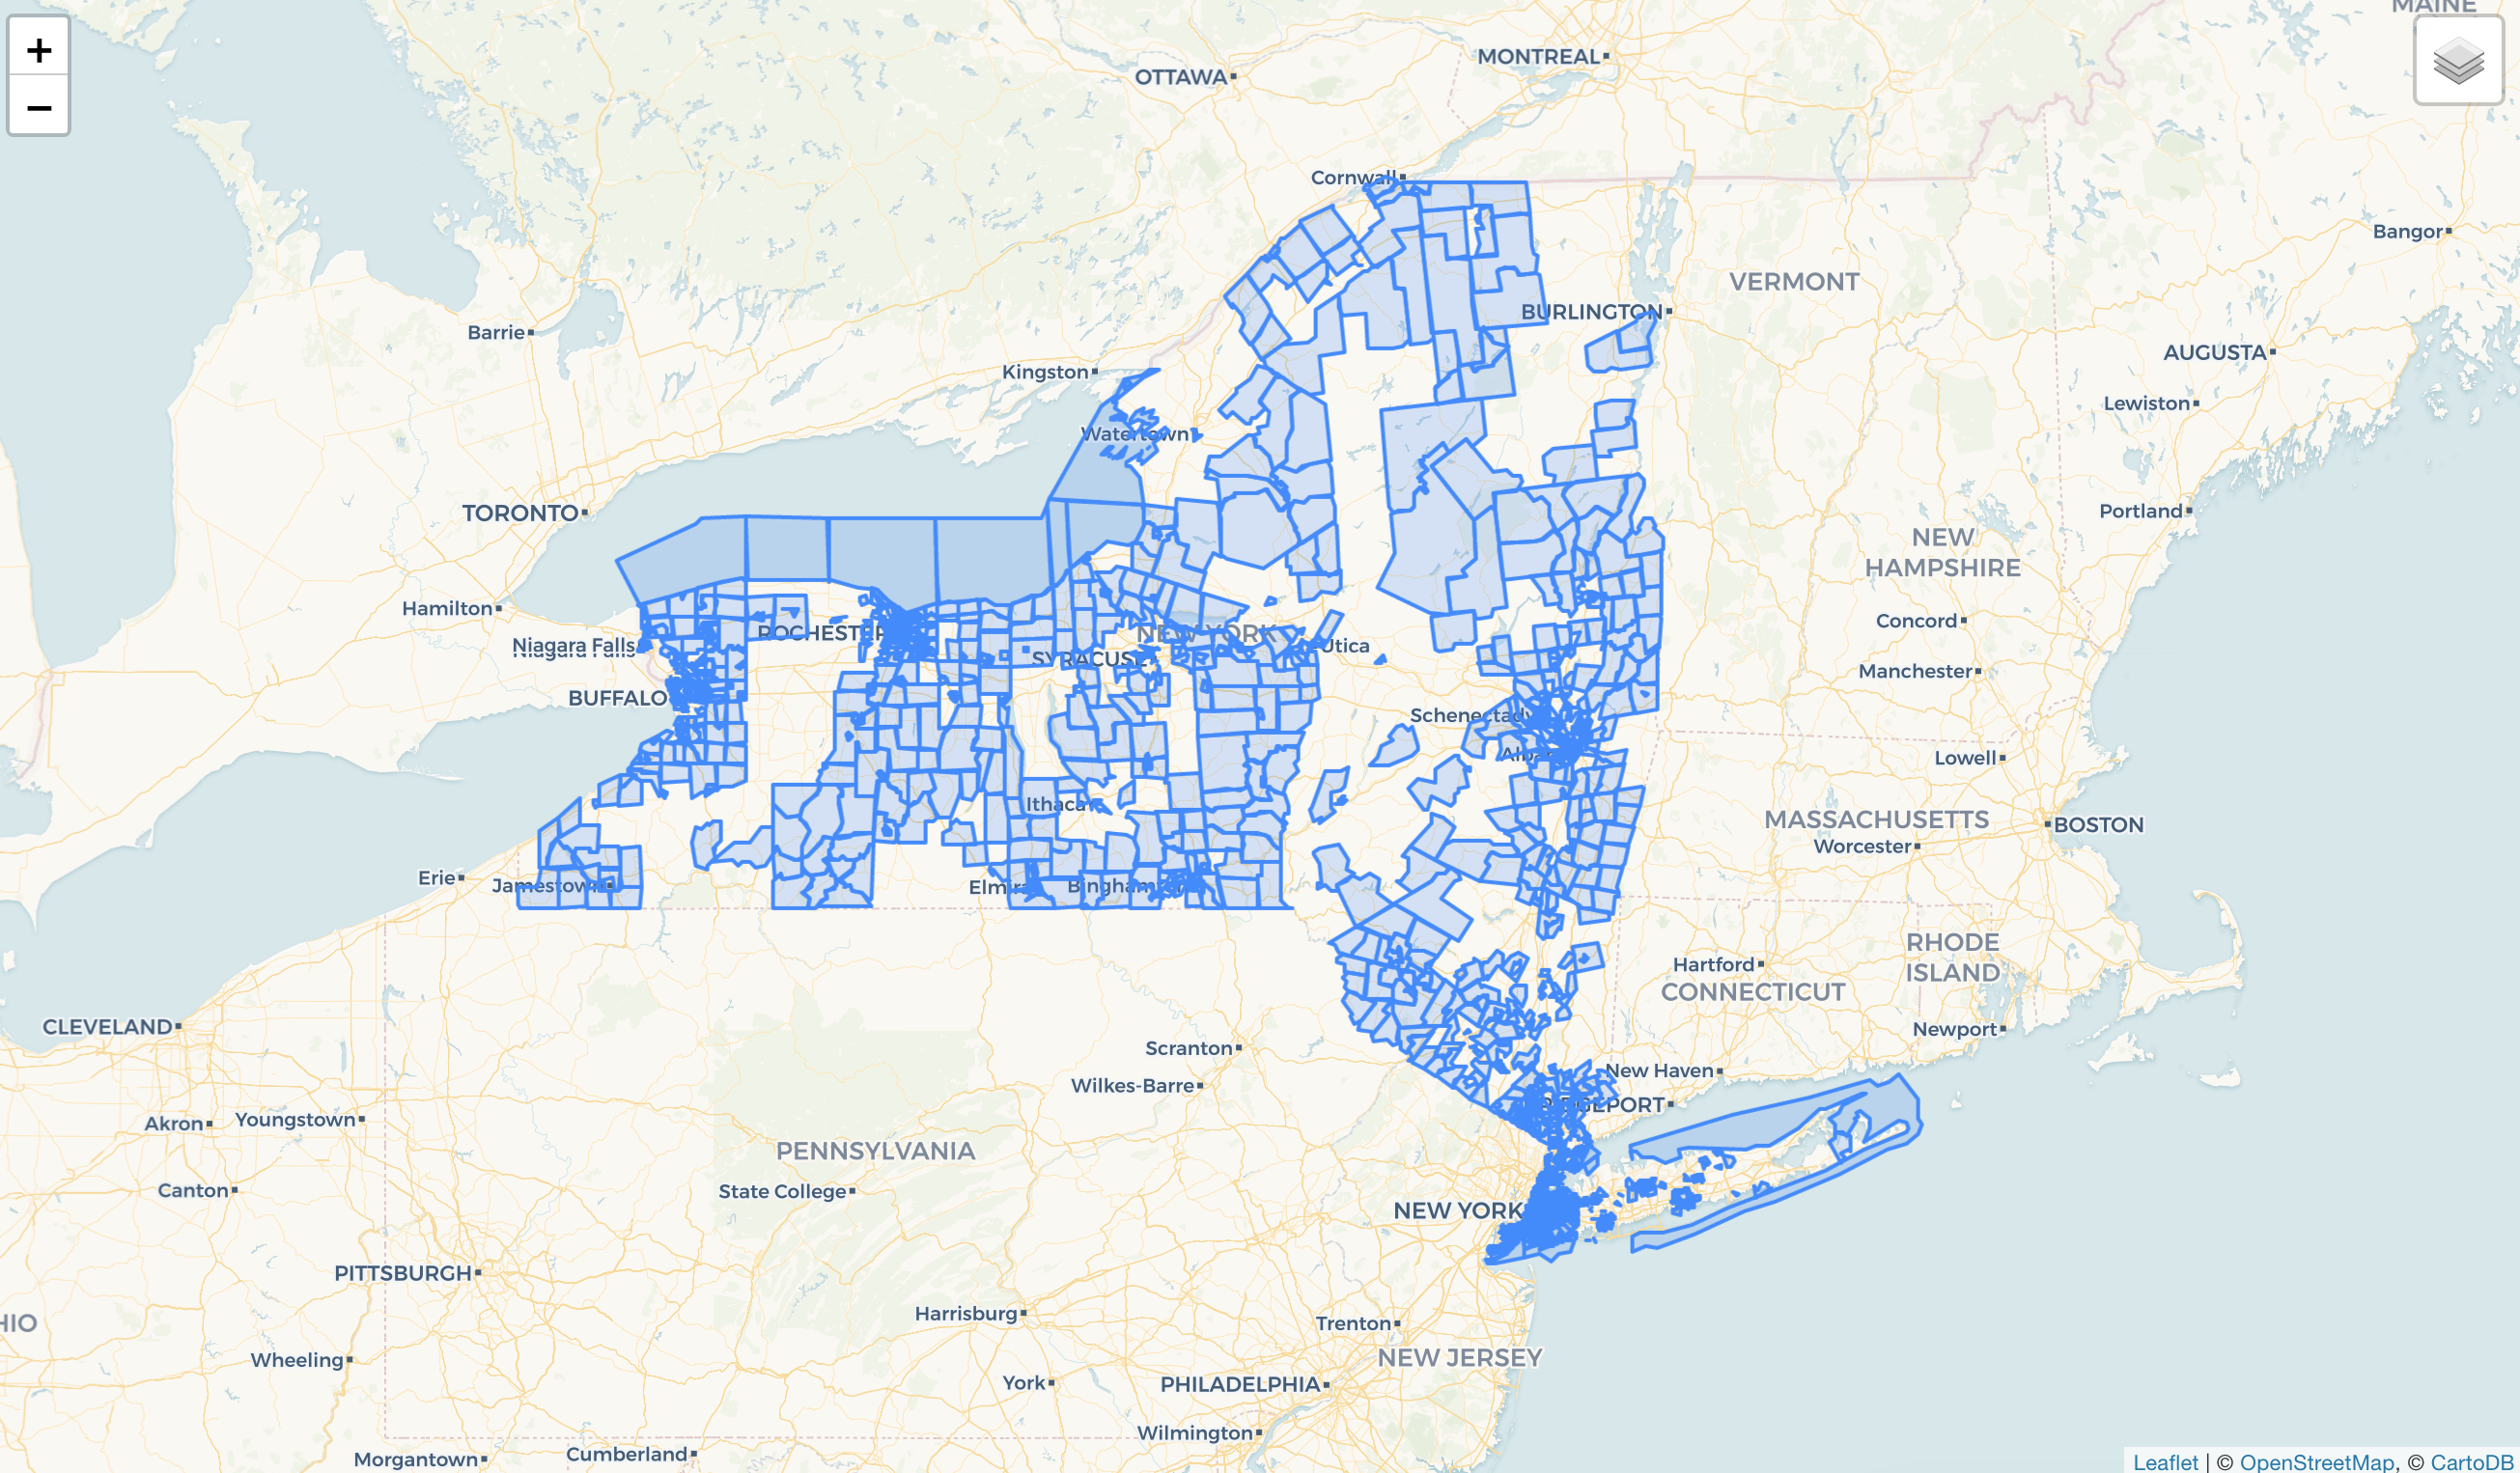 MAINE
+
−
MONTREAL
OTTAWA
Cornwall
Bangor
VERMONT
BURLINGTON
Barrie
AUGUSTA
Kingston
Lewiston
Watertown
TORONTO
Portland
NEW
HAMPSHIRE
Hamilton
Concord
ROCHESTER
NEW YORK
Niagara Falls
Utica
SYRACUSE
Manchester
BUFFALO
Schenectady
Albany
Lowell
Ithaca
MASSACHUSETTS
BOSTON
Worcester
Erie
Jamestown
Elmira
Binghamton
RHODE
ISLAND
Hartford
CONNECTICUT
CLEVELAND
Newport
Scranton
New Haven
Wilkes-Barre
BRIDGEPORT
Akron
Youngstown
PENNSYLVANIA
Canton
State College
NEW YORK
PITTSBURGH
Harrisburg
HIO
Trenton
Wheeling
NEW JERSEY
York
PHILADELPHIA
Wilmington
Morgantown
Cumberland
Leaflet | © OpenStreetMap, © CartoDB